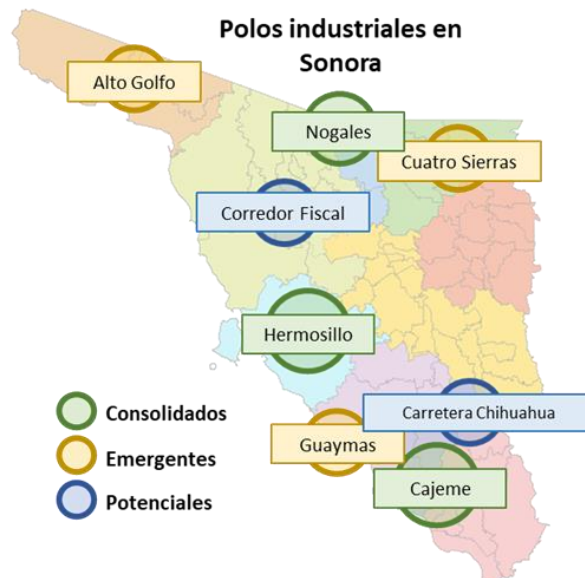 Polos industriales en
Sonora
Alto Golfo
Nogales
Cuatro Sierras
Corredor Fiscal
Hermosillo
Consolidados
Carretera Chihuahua
Emergentes
Guaymas
Cajeme
Potenciales